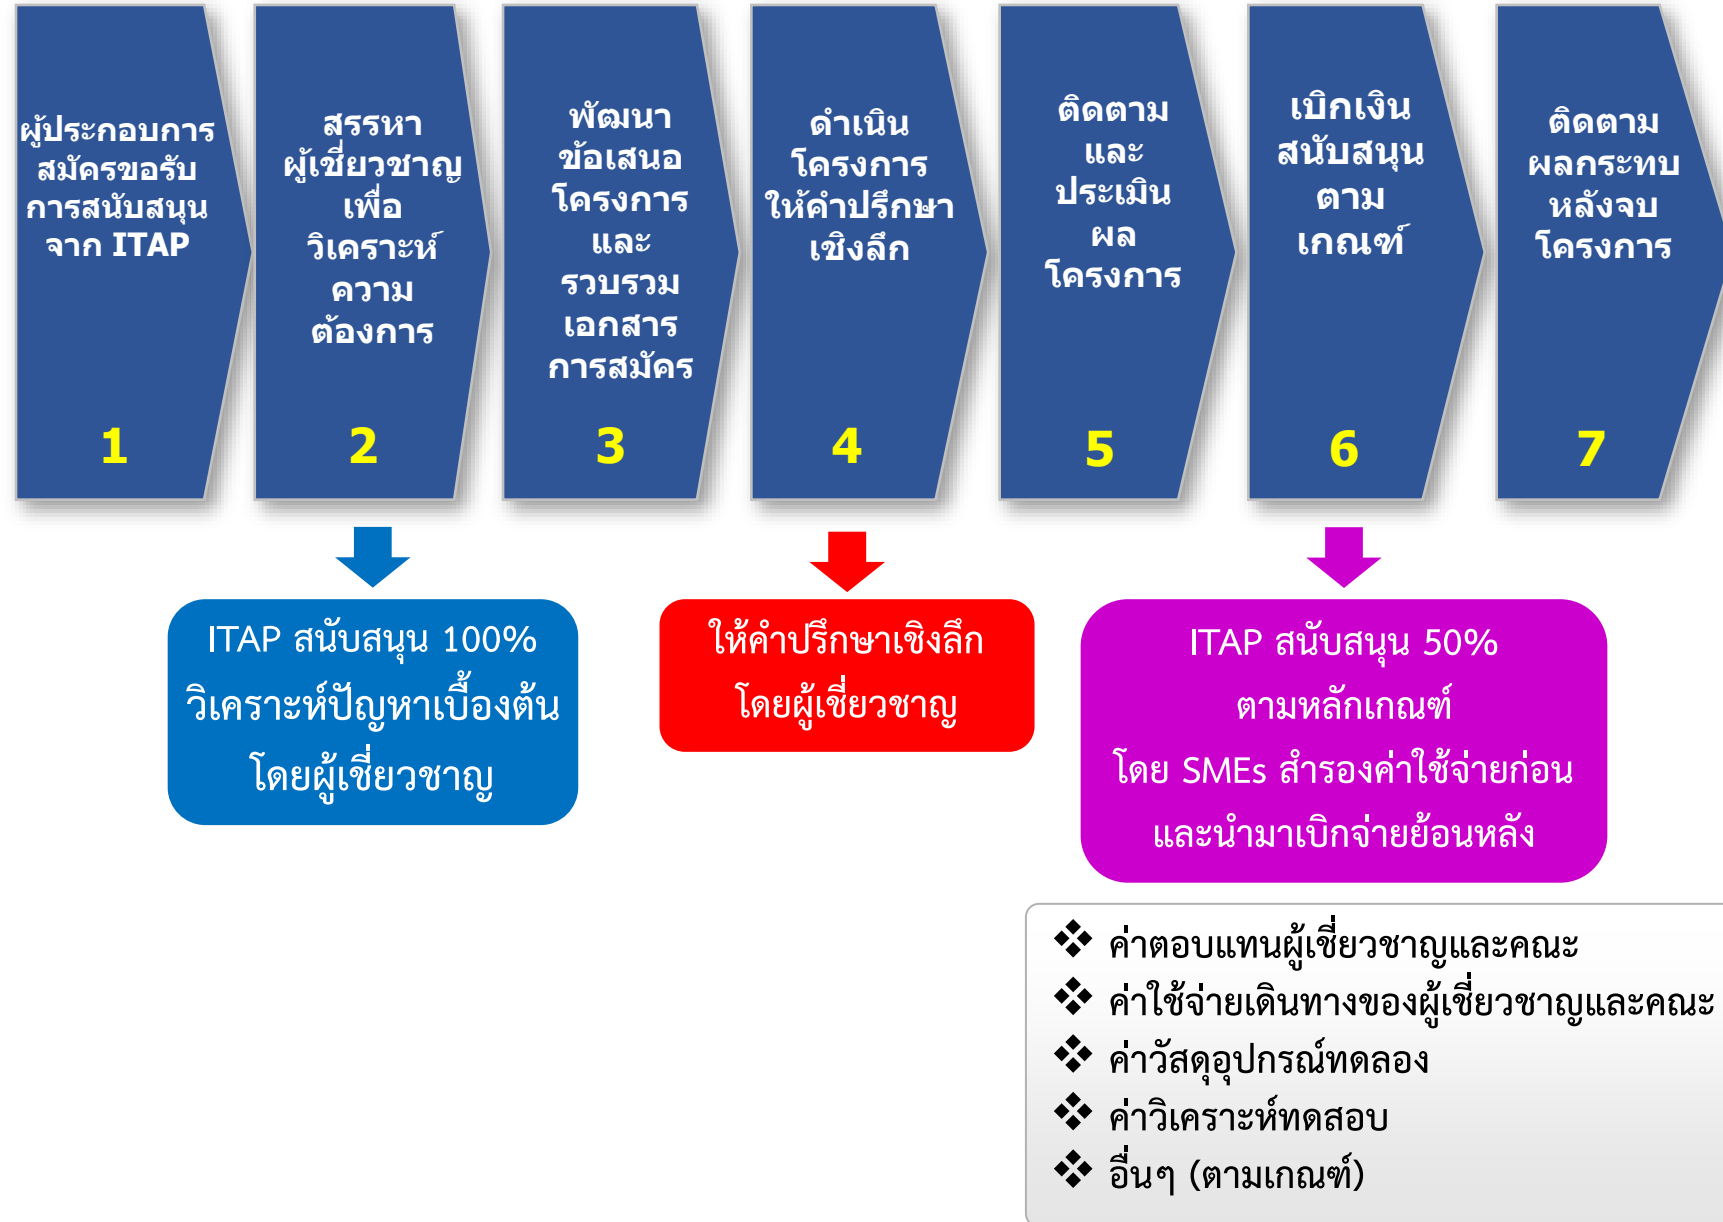 ผู้ประกอบการ
สมัครขอรับ
การสนับสนุน
จาก ITAP
1
สรรหา
ผู้เชี่ยวชาญ
เพื่อ
วิเคราะห์
ความ
ต้องการ
2
พัฒนา
ข้อเสนอ
โครงการ
และ
รวบรวม
เอกสาร
การสมัคร
3
ดำเนิน
โครงการ
ให้คำปรึกษา
เชิงลึก
4
ติดตาม
และ
ประเมิน
ผล
โครงการ
5
เบิกเงิน
สนับสนุน
ตาม
เกณฑ์
6
ติดตาม
ผลกระทบ
หลังจบ
โครงการ
7
ITAP สนับสนุน 100%
วิเคราะห์ปัญหาเบื้องต้น
โดยผู้เชี่ยวชาญ
ให้คำปรึกษาเชิงลึก
โดยผู้เชี่ยวชาญ
ITAP สนับสนุน 50%
ตามหลักเกณฑ์
โดย SMEs สำรองค่าใช้จ่ายก่อน
และนำมาเบิกจ่ายย้อนหลัง
❖ ค่าตอบแทนผู้เชี่ยวชาญและคณะ
❖ ค่าใช้จ่ายเดินทางของผู้เชี่ยวชาญและคณะ
❖ ค่าวัสดุอุปกรณ์ทดลอง
❖ ค่าวิเคราะห์ทดสอบ
❖ อื่นๆ (ตามเกณฑ์)